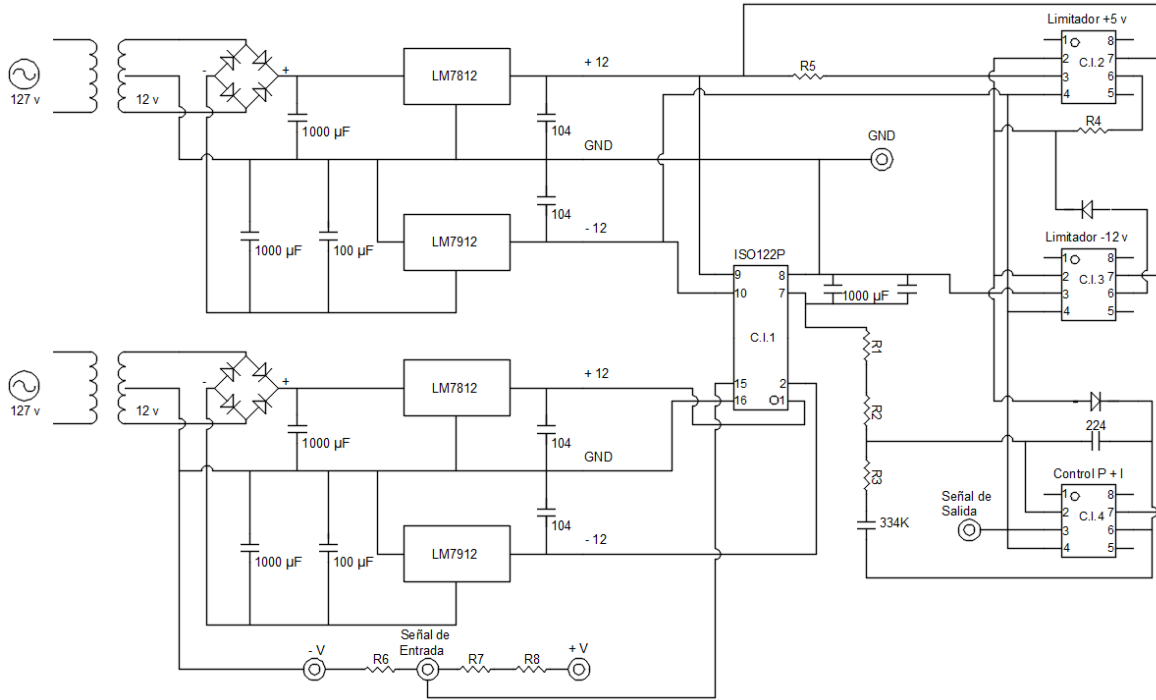 127 v
12 v
-
+
1000 µF
LM7812
+ 12
104
GND
104
1000 µF
100 µF
LM7912
- 12
R5
GND
Limitador +5 v
1
2
3
4
8
7
6
5
C.I.2
R4
Limitador -12 v
1
2
3
4
8
7
6
5
C.I.3
ISO122P
9
10
8
7
C.I.1
15
16
2
1
1000 µF
R1
R2
R3
334K
224
Control P + I
1
2
3
4
8
7
6
5
C.I.4
Señal de
Salida
127 v
12 v
-
+
1000 µF
LM7812
+ 12
104
GND
104
1000 µF
100 µF
LM7912
- 12
- V
R6
Señal de
Entrada
R7
R8
+ V